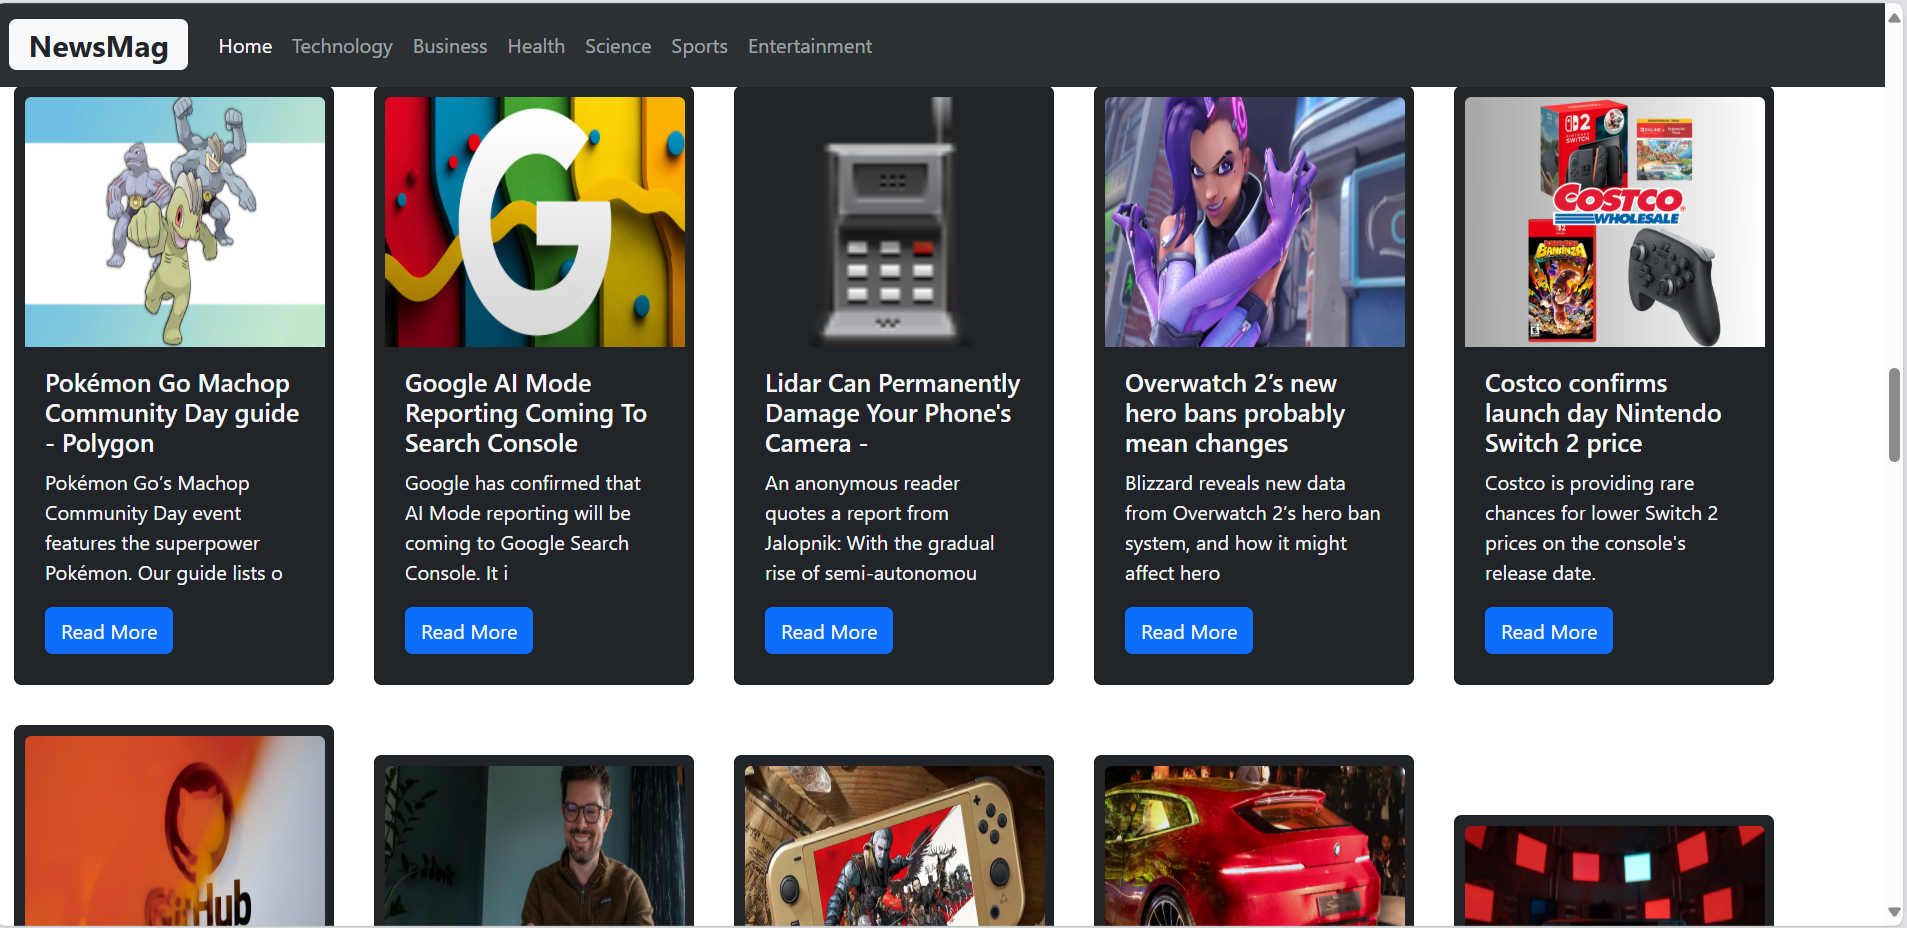 NewsMag
Home Technology Business Health Science Sports Entertainment
Pokémon Go Machop
Community Day guide
- Polygon
Pokémon Go’s Machop
Community Day event
features the superpower
Pokémon. Our guide lists o
Read More
G
Google AI Mode
Reporting Coming To
Search Console
Google has confirmed that
AI Mode reporting will be
coming to Google Search
Console. It i
Read More
Lidar Can Permanently
Damage Your Phone's
Camera -
An anonymous reader
quotes a report from
Jalopnik: With the gradual
rise of semi-autonomou
Read More
Overwatch 2’s new
hero bans probably
mean changes
Blizzard reveals new data
from Overwatch 2’s hero ban
system, and how it might
affect hero
Read More
2
SWITCH
COSTCO
WHOLESALE
BANANZA
Costco confirms
launch day Nintendo
Switch 2 price
Costco is providing rare
chances for lower Switch 2
prices on the console's
release date.
Read More
GitHub